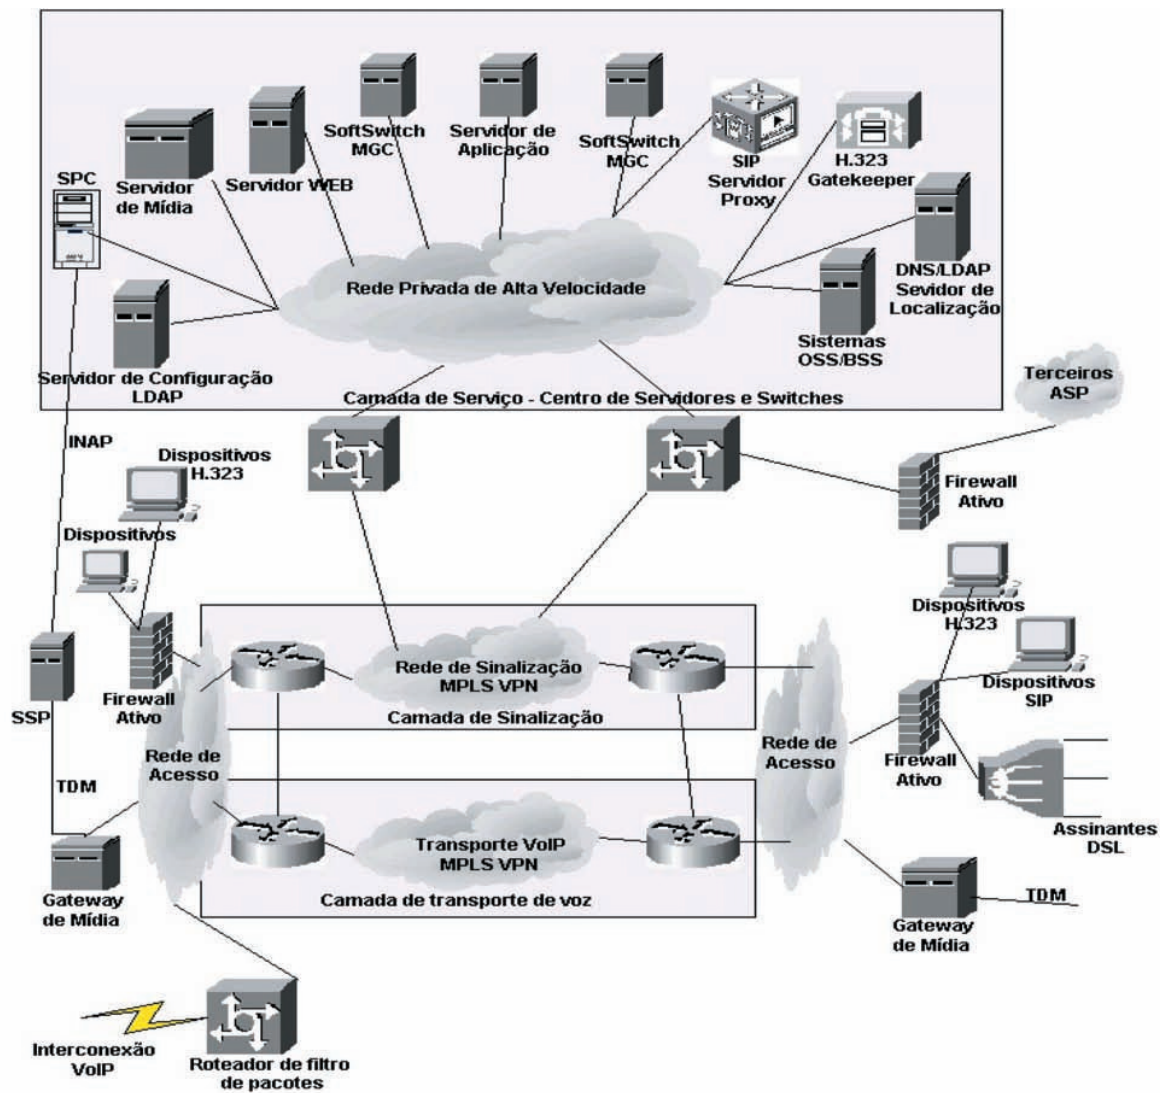 SPC
Servidor
de Mídia
Servidor WEB
SoftSwitch
MGC
Servidor de
Aplicação
SoftSwitch
MGC
SIP
Servidor
Proxy
H.323
Gatekeeper
Rede Privada de Alta Velocidade
DNS/LDAP
Sevidor de
Localização
Sistemas
OSS/BSS
Servidor de Configuração
LDAP
Camada de Serviço - Centro de Servidores e Switches
Terceiros
ASP
INAP
Dispositivos
H.323
Dispositivos
Firewall
Ativo
Dispositivos
H.323
Rede de Sinalização
MPLS VPN
Camada de Sinalização
Dispositivos
SIP
SSP
Firewall
Ativo
Rede de
Acesso
Rede de
Acesso
Firewall
Ativo
TDM
Transporte VoIP
MPLS VPN
Camada de transporte de voz
Assinantes
DSL
Gateway
de Mídia
TDM
Gateway
de Mídia
Interconexão
VoIP
Roteador de filtro
de pacotes